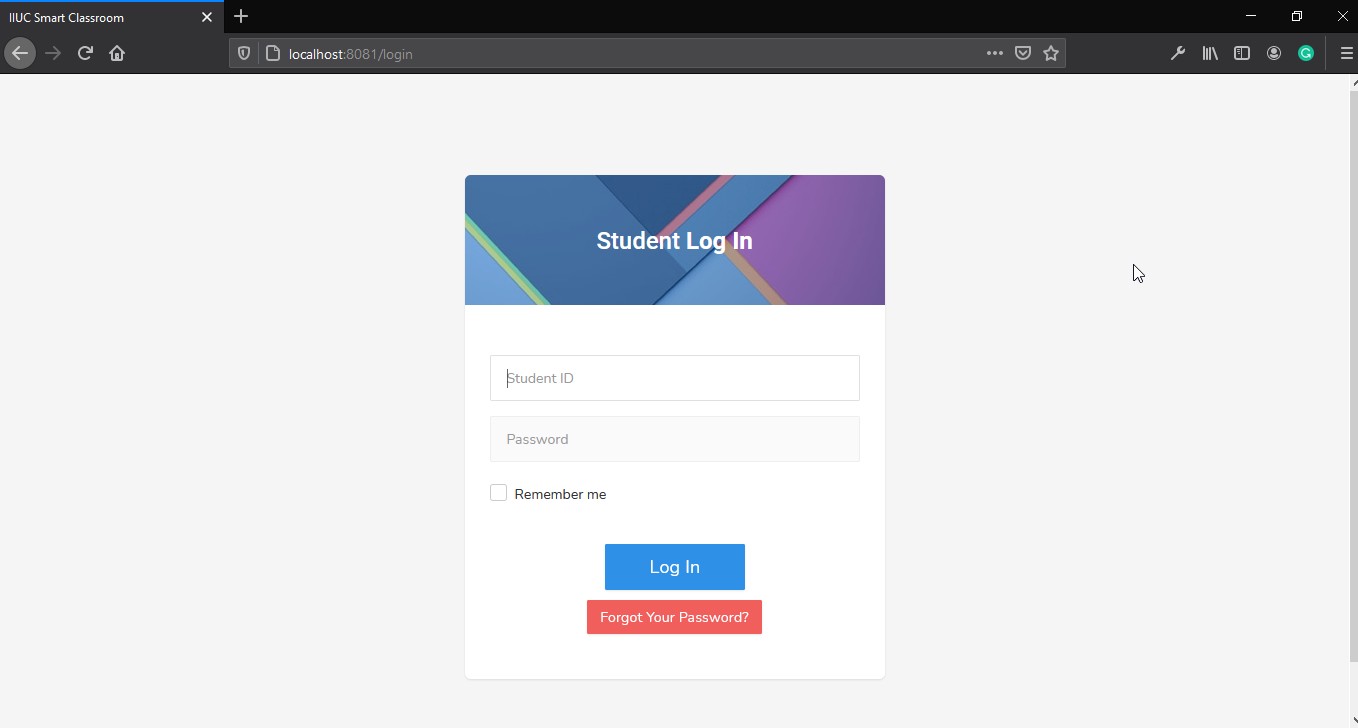 IIUC Smart Classroom
localhost:8081/login
Student Log In
Student ID
Password
Remember me
Log In
Forgot Your Password?